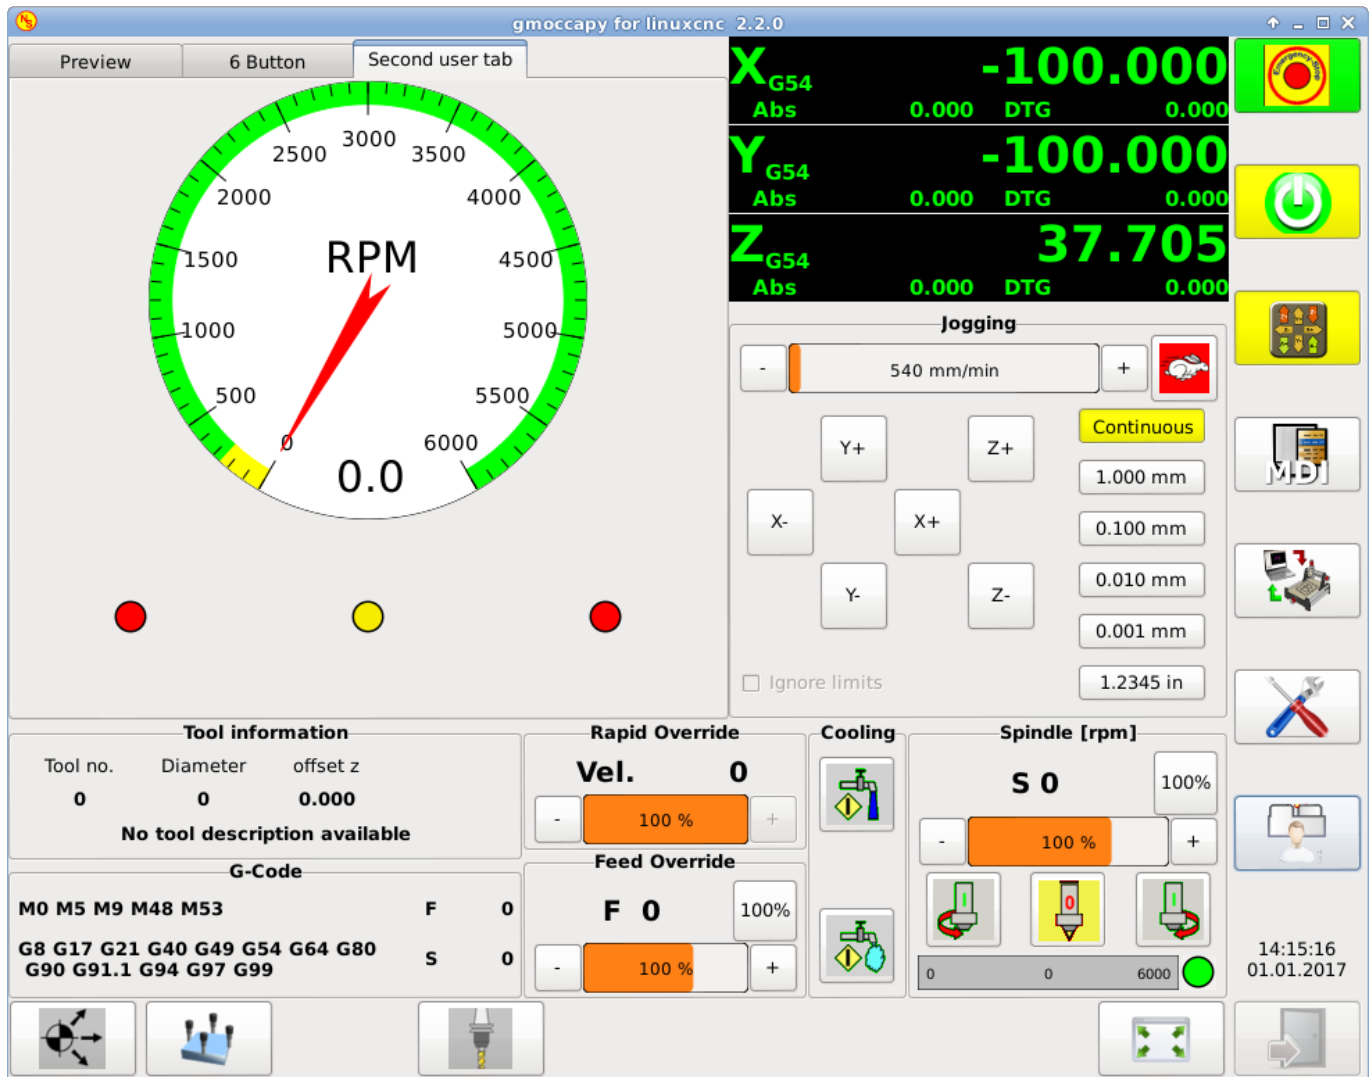 gmoccapy for linuxcnc 2.2.0
Preview
6 Button
Second user tab
3000
2500
3500
2000
4000
RPM
1500
4500
1000
5000
500
5500
0
6000
0.0
X G54 -100.000
Abs 0.000 DTG 0.000
Y G54 -100.000
Abs 0.000 DTG 0.000
Z G54 37.705
Abs 0.000 DTG 0.000
Jogging
- 540 mm/min +
Continuous
Y+ Z+
1.000 mm
X- X+
0.100 mm
Y- Z-
0.010 mm
0.001 mm
Ignore limits
1.2345 in
Emergency-Stop
MDI
Tool information
Tool no. Diameter offset z
0 0 0.000
No tool description available
G-Code
M0 M5 M9 M48 M53
F 0
G8 G17 G21 G40 G49 G54 G64 G80
G90 G91.1 G94 G97 G99
S 0
Rapid Override
Vel. 0
- 100 % +
Feed Override
F 0 100%
- 100 % +
Cooling
I
I
Spindle [rpm]
S 0 100%
- 100 % +
I 0 I
0 0 6000
14:15:16
01.01.2017